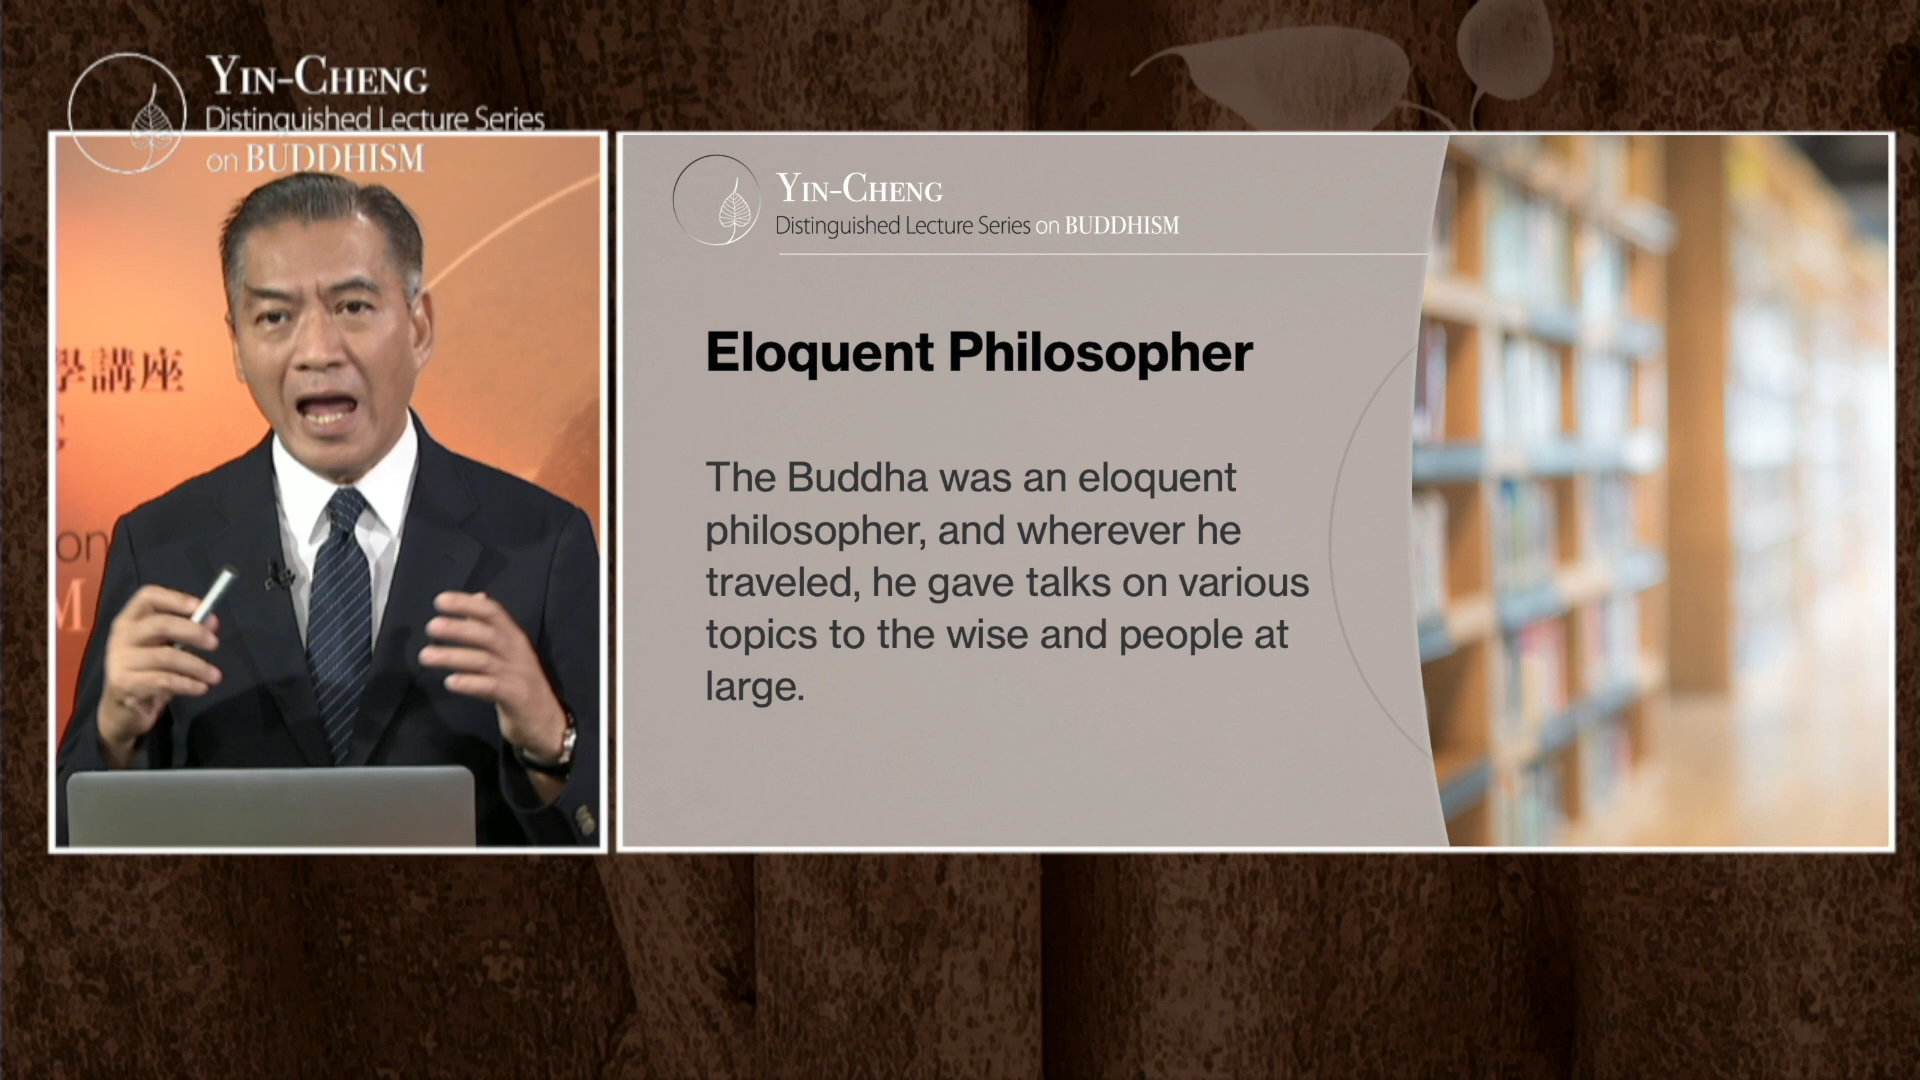 YIN-CHENG
Distinguished Lecture Series
on BUDDHISM
學講座
on
M
YIN-CHENG
Distinguished Lecture Series on BUDDHISM
Eloquent Philosopher
The Buddha was an eloquent
philosopher, and wherever he
traveled, he gave talks on various
topics to the wise and people at
large.